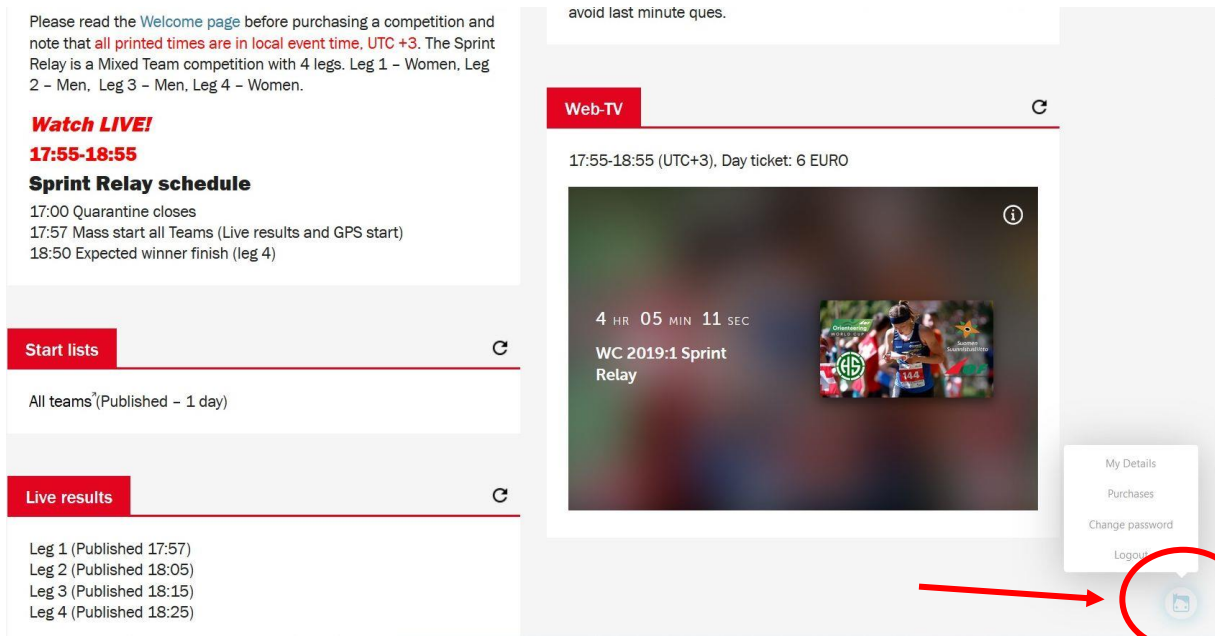 Please read the Welcome page before purchasing a competition and
note that all printed times are in local event time, UTC +3. The Sprint
Relay is a Mixed Team competition with 4 legs. Leg 1 – Women, Leg
2 – Men, Leg 3 – Men, Leg 4 – Women.
Watch LIVE!
17:55-18:55
Sprint Relay schedule
17:00 Quarantine closes
17:57 Mass start all Teams (Live results and GPS start)
18:50 Expected winner finish (leg 4)
Start lists
All teams (Published – 1 day)
Live results
Leg 1 (Published 17:57)
Leg 2 (Published 18:05)
Leg 3 (Published 18:15)
Leg 4 (Published 18:25)
avoid last minute ques.
Web-TV
17:55-18:55 (UTC+3), Day ticket: 6 EURO
4 HR 05 MIN 11 SEC
WC 2019:1 Sprint
Relay
Orienteering
WORLD CUP
Suomen
Suunnistusliitto
144
My Details
Purchases
Change password
Logout